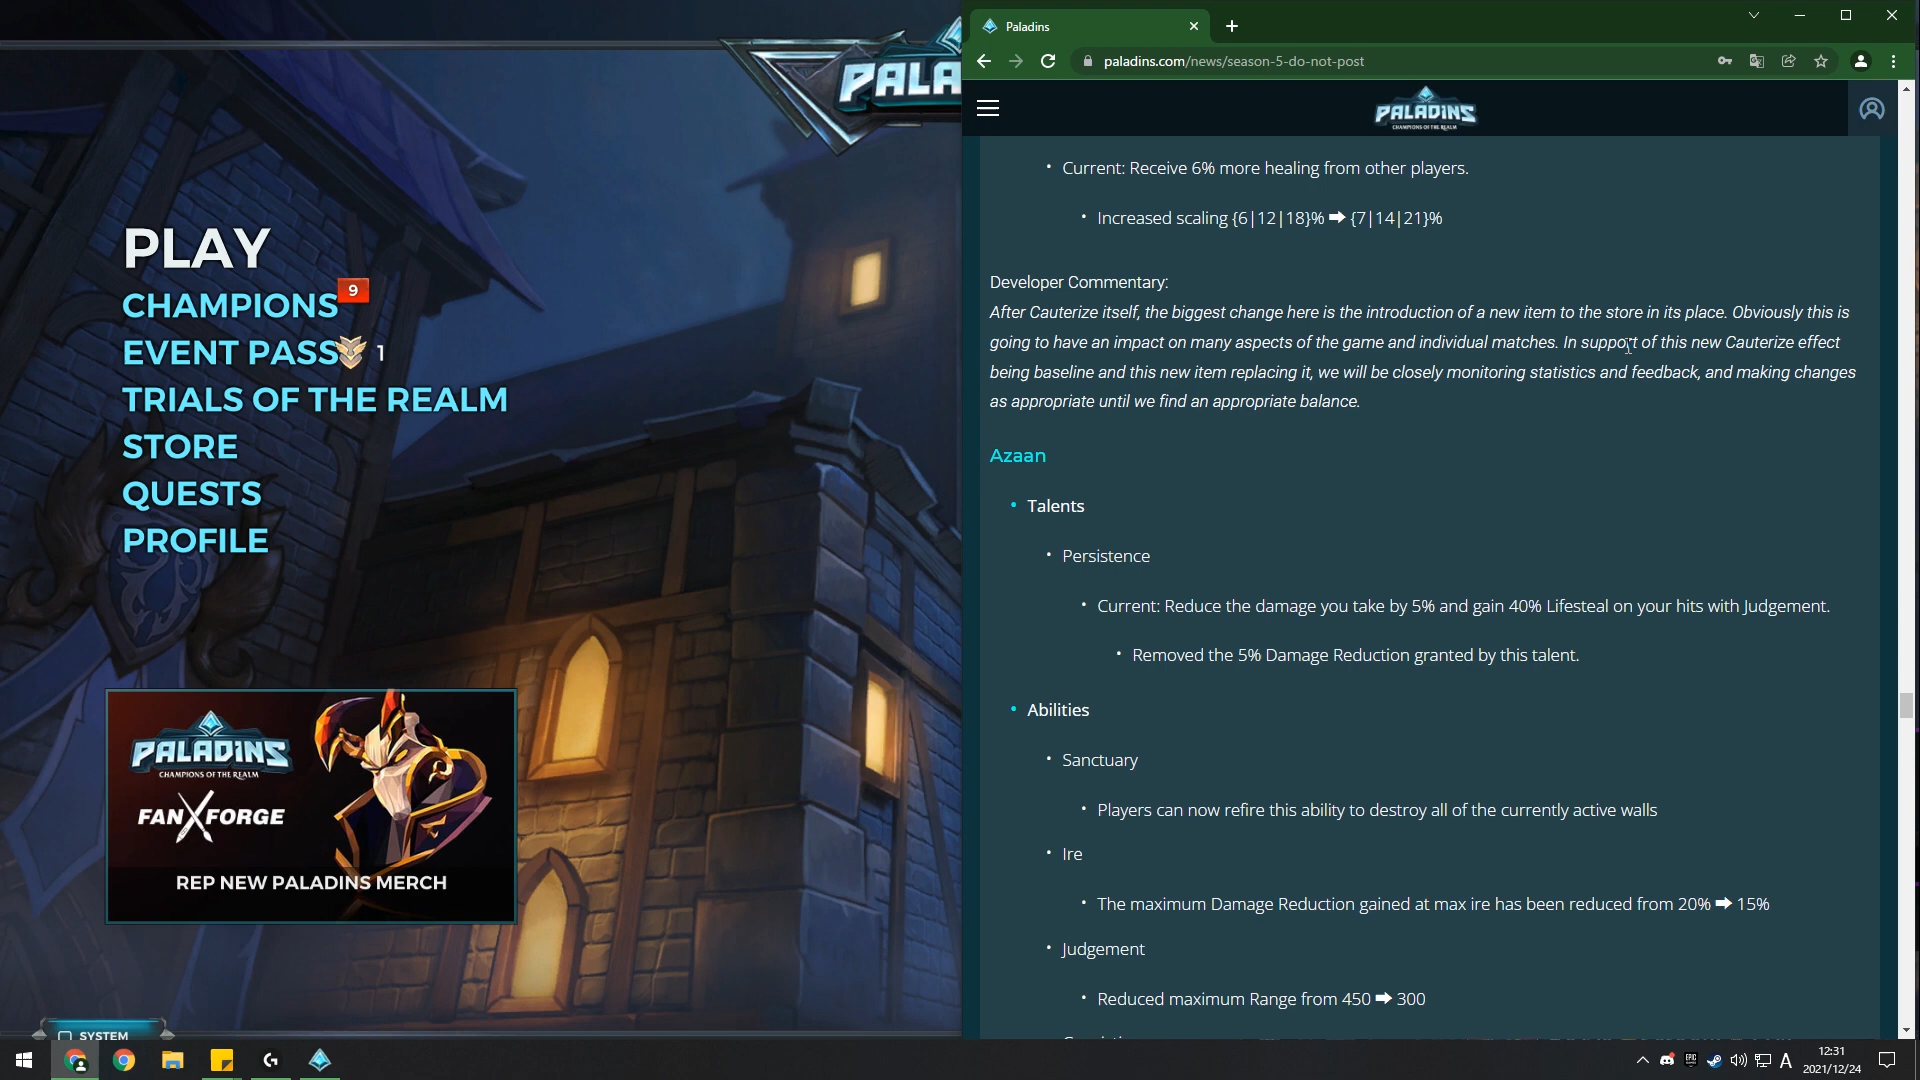 PALA
PLAY
CHAMPIONS
9
EVENT PASS
1
TRIALS OF THE REALM
STORE
QUESTS
PROFILE
PALADINS
CHAMPIONS OF THE REALM
FAN FORGE
REP NEW PALADINS MERCH
SYSTEM
Paladins
paladins.com/news/season-5-do-not-post
PALADINS
CHAMPIONS OF THE REALM
• Current: Receive 6% more healing from other players.
• Increased scaling {6|12|18}% ➡ {7|14|21}%
Developer Commentary:
After Cauterize itself, the biggest change here is the introduction of a new item to the store in its place. Obviously this is
going to have an impact on many aspects of the game and individual matches. In support of this new Cauterize effect
being baseline and this new item replacing it, we will be closely monitoring statistics and feedback, and making changes
as appropriate until we find an appropriate balance.
Azaan
• Talents
• Persistence
• Current: Reduce the damage you take by 5% and gain 40% Lifesteal on your hits with Judgement.
• Removed the 5% Damage Reduction granted by this talent.
• Abilities
• Sanctuary
• Players can now refire this ability to destroy all of the currently active walls
• Ire
• The maximum Damage Reduction gained at max ire has been reduced from 20% ➡ 15%
• Judgement
• Reduced maximum Range from 450 ➡ 300
EPIC
A
12:31
2021/12/24